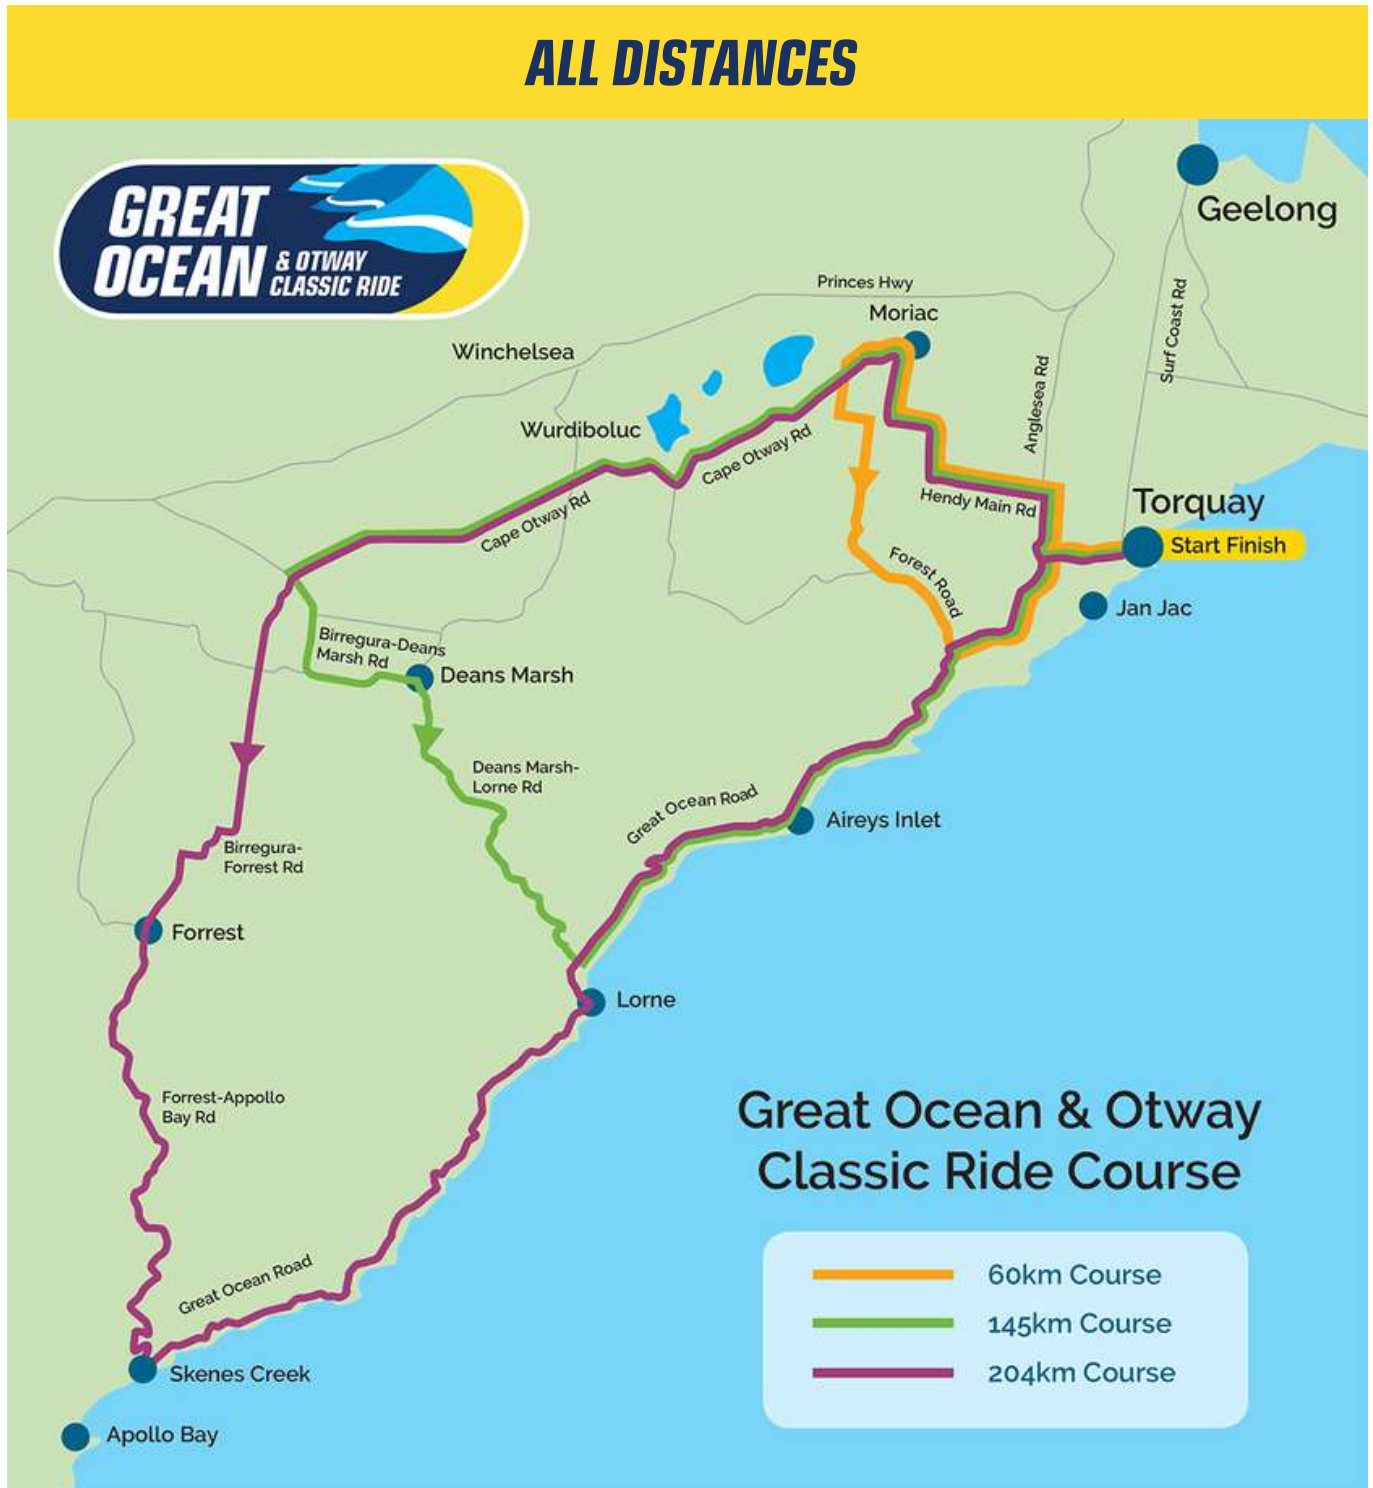 ALL DISTANCES
GREAT
OCEAN
& OTWAY
CLASSIC RIDE
Geelong
Princes Hwy
Moriac
Surf Coast Rd
Winchelsea
Anglesea Rd
Wurdiboluc
Cape Otway Rd
Cape Otway Rd
Hendy Main Rd
Torquay
Start Finish
Forest Road
Jan Jac
Birregura-Deans
Marsh Rd
Deans Marsh
Deans Marsh-
Lorne Rd
Great Ocean Road
Aireys Inlet
Birregura-
Forrest Rd
Forrest
Lorne
Forrest-Appollo
Bay Rd
Great Ocean & Otway
Classic Ride Course
Great Ocean Road
60km Course
145km Course
204km Course
Skenes Creek
Apollo Bay